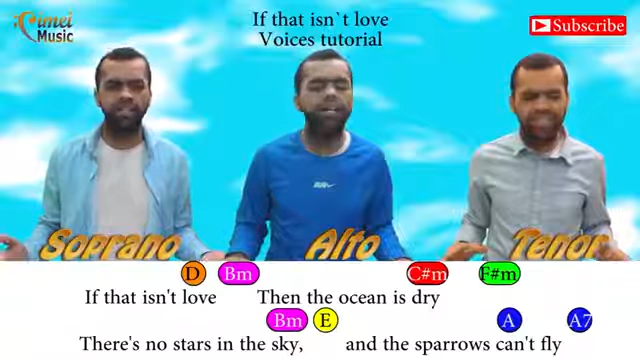 Cimei
Music
If that isn`t love
Voices tutorial
Subscribe
Soprano
Alto
Tenor
D Bm C#m F#m
If that isn't love Then the ocean is dry
Bm E A A7
There's no stars in the sky, and the sparrows can't fly